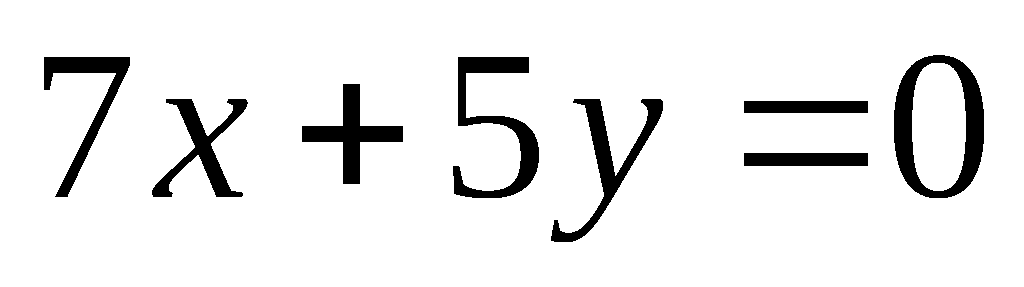 7x + 5y = 0